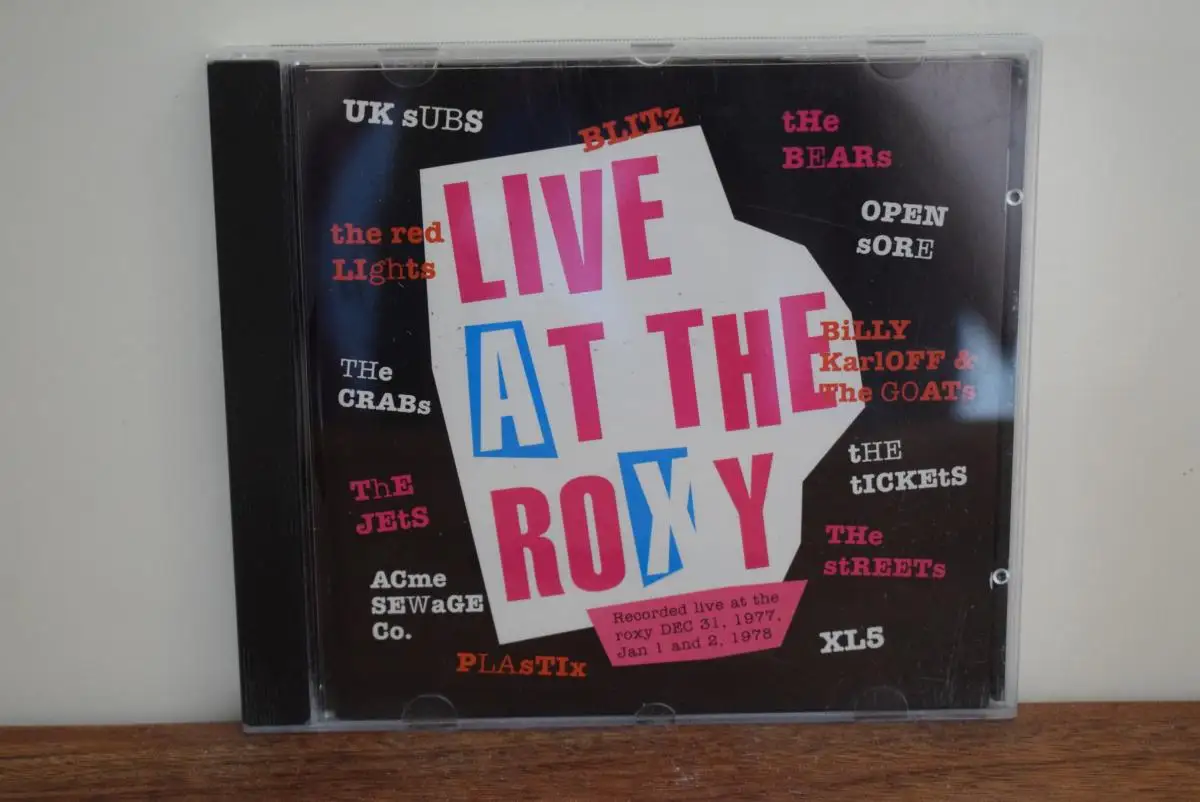 UK sUBS
BLITz
tHe
BEARs
LIVE
OPEN
sORE
the red
LIghts
AT THE
BiLLY
KarlOFF &
The GOATs
THe
CRABs
tHE
tICKEtS
ROXY
ThE
JEtS
THe
stREETs
ACme
SEWaGE
Co.
Recorded live at the
roxy DEC 31, 1977,
Jan 1 and 2, 1978
XL5
PLAsTIx